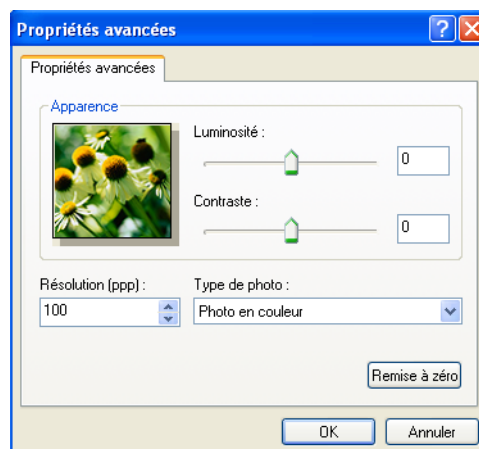 Propriétés avancées
Propriétés avancées
Apparence
Luminosité :
0
Contraste :
0
Résolution (ppp) :
Type de photo :
100
Photo en couleur
Remise à zéro
OK
Annuler